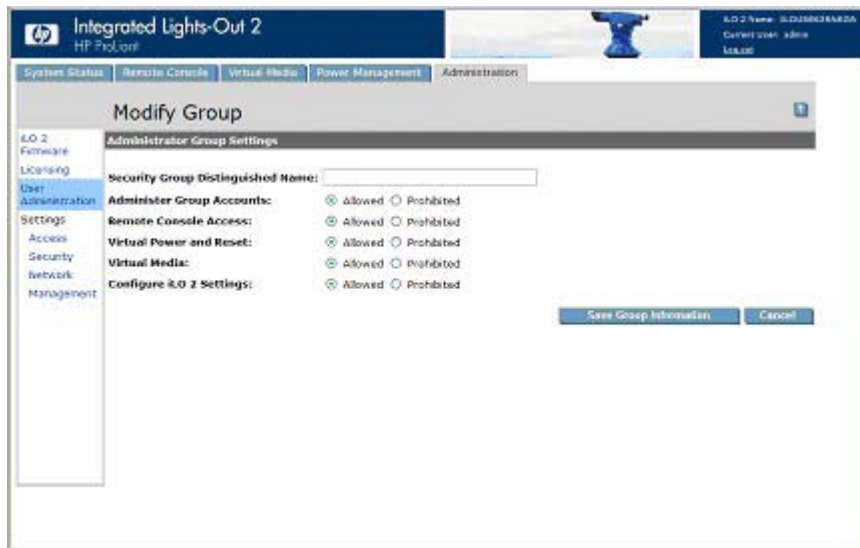 hp
Integrated Lights-Out 2
HP ProLiant
iLO 2 Name:
Current user: admin
Log out
System Status Remote Console Virtual Media Power Management Administration
Modify Group
?
iLO 2
Firmware
Licensing
User
Administration
Settings
Access
Security
Network
Management
Administrator Group Settings
Security Group Distinguished Name:
Administer Group Accounts: Allowed Prohibited
Remote Console Access: Allowed Prohibited
Virtual Power and Reset: Allowed Prohibited
Virtual Media: Allowed Prohibited
Configure iLO 2 Settings: Allowed Prohibited
Save Group Information Cancel